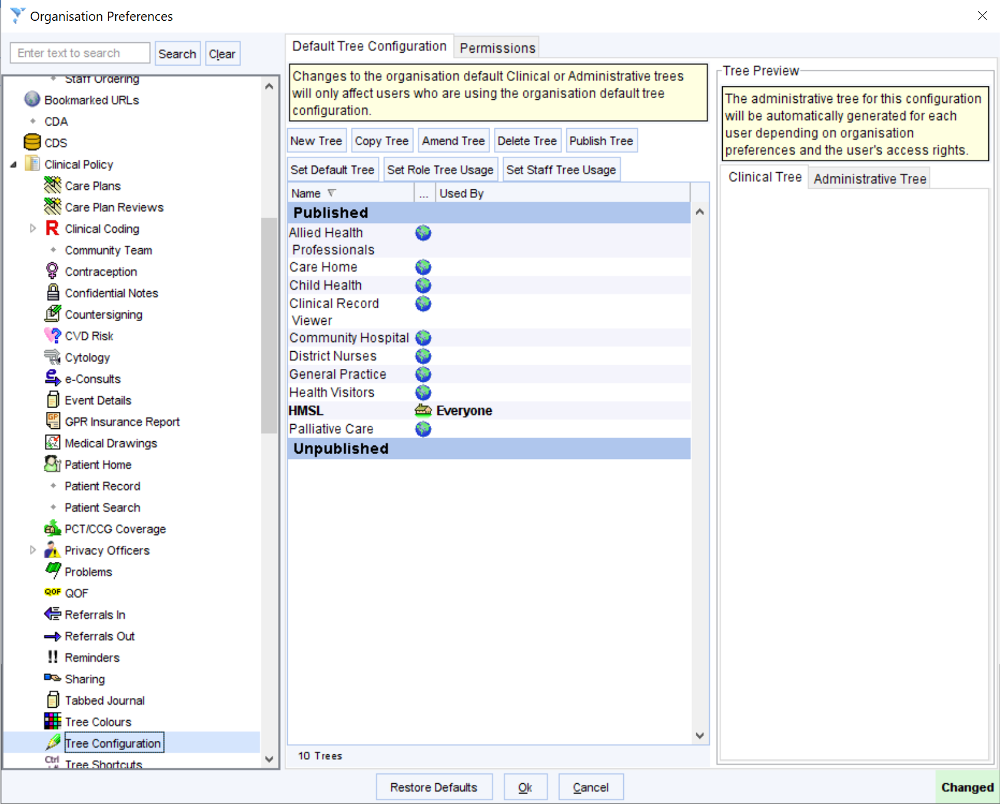 Organisation Preferences
Enter text to search
Search
Clear
Staff Ordering
Bookmarked URLs
CDA
CDS
Clinical Policy
Care Plans
Care Plan Reviews
R Clinical Coding
Community Team
Contraception
Confidential Notes
Countersigning
CVD Risk
Cytology
e-Consults
Event Details
GP GPR Insurance Report
Medical Drawings
Patient Home
Patient Record
Patient Search
PCT/CCG Coverage
Privacy Officers
Problems
QOF QOF
Referrals In
Referrals Out
!! Reminders
Sharing
Tabbed Journal
Tree Colours
Tree Configuration
Ctrl Tree Shortcuts
Default Tree Configuration
Permissions
Changes to the organisation default Clinical or Administrative trees
will only affect users who are using the organisation default tree
configuration.
New Tree
Copy Tree
Amend Tree
Delete Tree
Publish Tree
Set Default Tree
Set Role Tree Usage
Set Staff Tree Usage
Name
...
Used By
Published
Allied Health
Professionals
Care Home
Child Health
Clinical Record
Viewer
Community Hospital
District Nurses
General Practice
Health Visitors
HMSL Everyone
Palliative Care
Unpublished
10 Trees
Tree Preview
The administrative tree for this configuration
will be automatically generated for each
user depending on organisation
preferences and the user's access rights.
Clinical Tree
Administrative Tree
Restore Defaults
Ok
Cancel
Changed